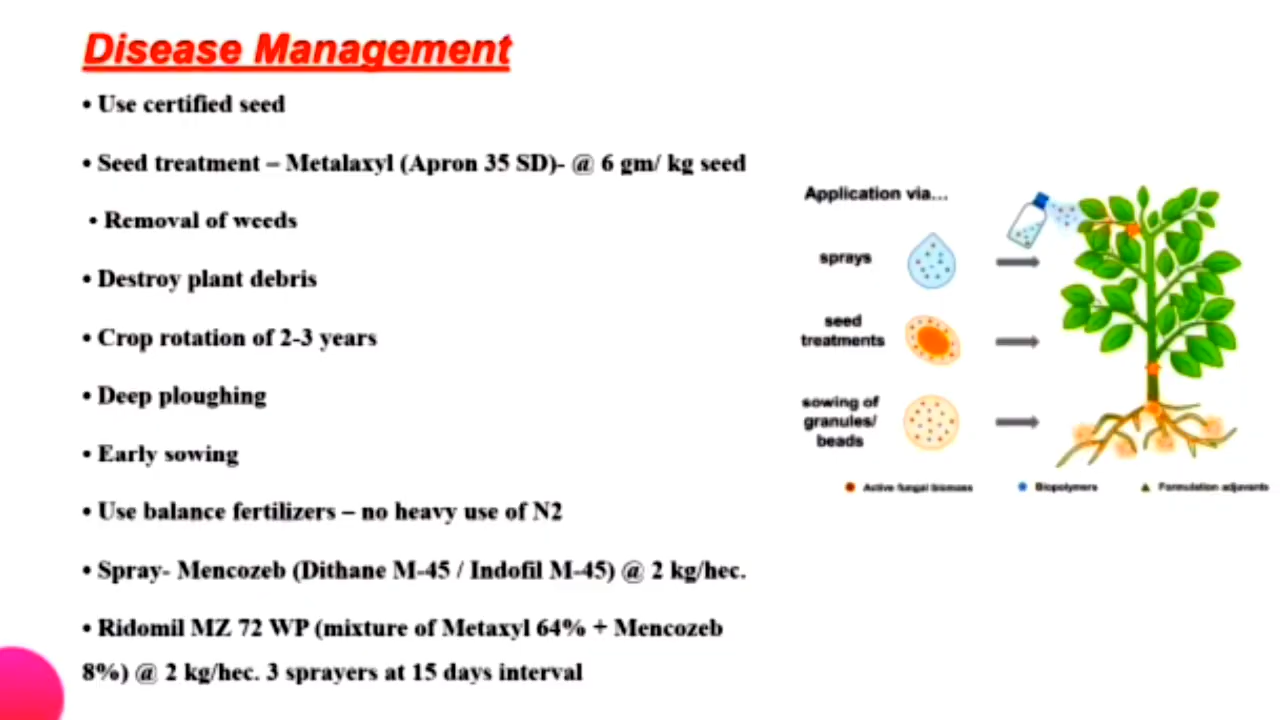 Disease Management
• Use certified seed
• Seed treatment – Metalaxyl (Apron 35 SD)- @ 6 gm/ kg seed
• Removal of weeds
• Destroy plant debris
• Crop rotation of 2-3 years
• Deep ploughing
• Early sowing
• Use balance fertilizers – no heavy use of N2
• Spray- Mencozeb (Dithane M-45 / Indofil M-45) @ 2 kg/hec.
• Ridomil MZ 72 WP (mixture of Metaxyl 64% + Mencozeb
8%) @ 2 kg/hec. 3 sprayers at 15 days interval
Application via...
sprays
seed
treatments
sowing of
granules/
beads
Active fungal biomass
Biopolymers
Formulation adjuvants